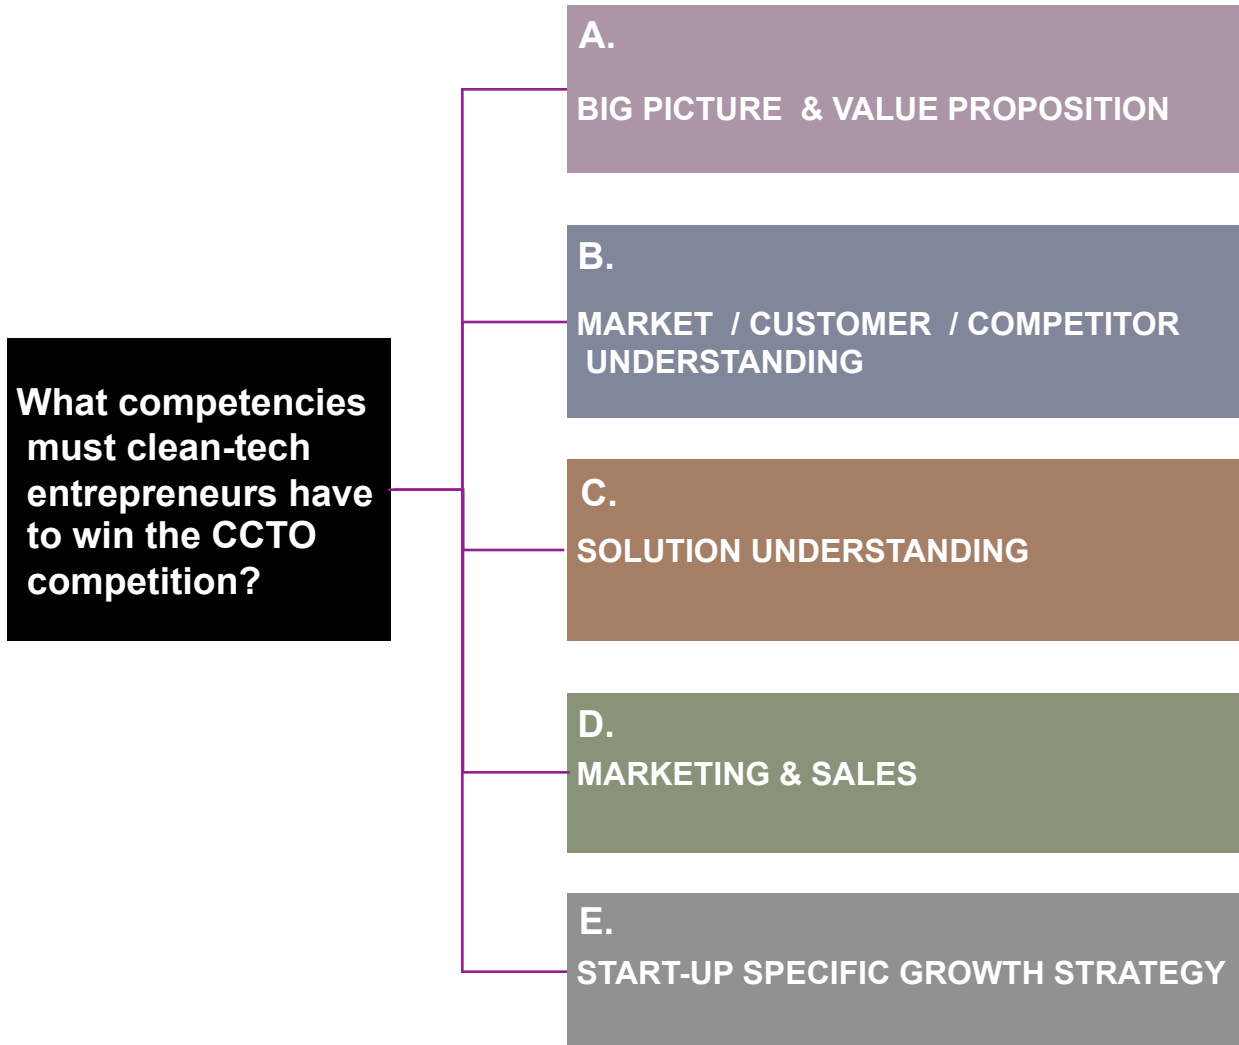 What competencies
must clean-tech
entrepreneurs have
to win the CCTO
competition?
A.
BIG PICTURE & VALUE PROPOSITION
B.
MARKET / CUSTOMER / COMPETITOR
UNDERSTANDING
C.
SOLUTION UNDERSTANDING
D.
MARKETING & SALES
E.
START-UP SPECIFIC GROWTH STRATEGY